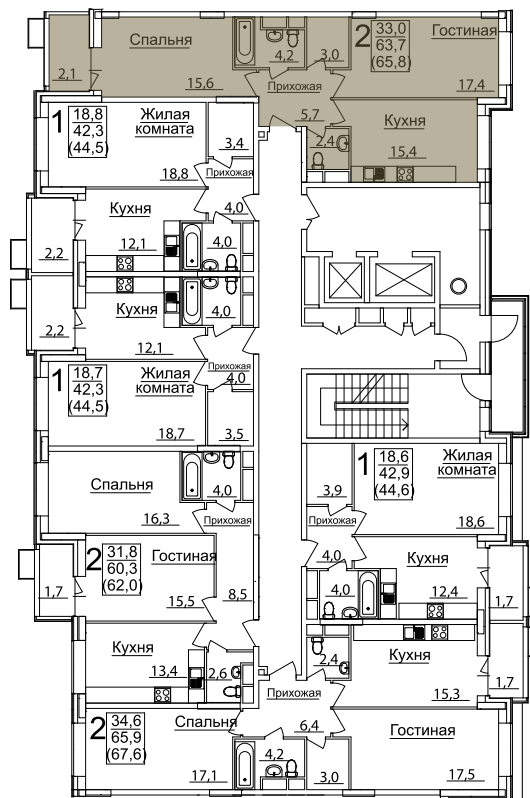 Спальня
2,1
15,6
4,2
3,0
2
33,0
63,7
(65,8)
Гостиная
17,4
Прихожая
5,7
2,4
Кухня
15,4
1
18,8
42,3
(44,5)
Жилая
комната
18,8
3,4
Прихожая
4,0
Кухня
2,2
12,1
4,0
2,2
Кухня
12,1
4,0
Прихожая
4,0
1
18,7
42,3
(44,5)
Жилая
комната
18,7
3,5
Спальня
16,3
4,0
Прихожая
8,5
2
31,8
60,3
(62,0)
Гостиная
1,7
15,5
Кухня
13,4
2,6
1
18,6
42,9
(44,6)
Жилая
комната
18,6
3,9
Прихожая
4,0
4,0
Кухня
12,4
1,7
2,4
Кухня
15,3
1,7
2
34,6
65,9
(67,6)
Спальня
17,1
Прихожая
6,4
4,2
3,0
Гостиная
17,5